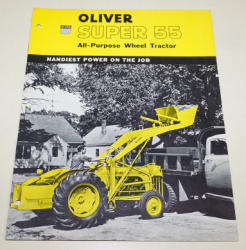 OLIVER
SUPER 55
All-Purpose Wheel Tractor
HANDIEST POWER ON THE JOB